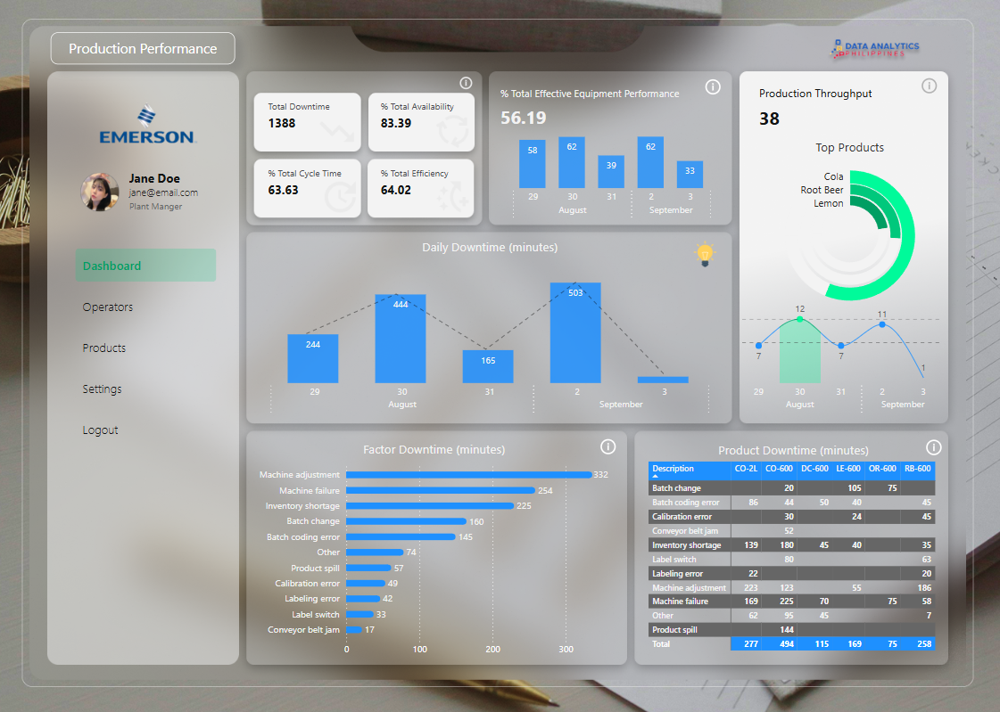 Production Performance
DATA ANALYTICS
PHILIPPINES
EMERSON
Jane Doe
jane@email.com
Plant Manger
Dashboard
Operators
Products
Settings
Logout
Total Downtime
1388
% Total Availability
83.39
% Total Cycle Time
63.63
% Total Efficiency
64.02
% Total Effective Equipment Performance
56.19
58 62 39 62 33
29 30 31 2 3
August September
Production Throughput
38
Top Products
Cola
Root Beer
Lemon
12 11
7 7 1
29 30 31 2 3
August September
Daily Downtime (minutes)
244 444 165 503
29 30 31 2 3
August September
Factor Downtime (minutes)
Machine adjustment 332
Machine failure 254
Inventory shortage 225
Batch change 160
Batch coding error 145
Other 74
Product spill 57
Calibration error 49
Labeling error 42
Label switch 33
Conveyor belt jam 17
0 100 200 300
Product Downtime (minutes)
Description CO-2L CO-600 DC-600 LE-600 OR-600 RB-600
Batch change 20 105 75
Batch coding error 86 44 50 40 45
Calibration error 30 24 45
Conveyor belt jam 52
Inventory shortage 139 180 45 40 35
Label switch 80 63
Labeling error 22 20
Machine adjustment 223 123 55 186
Machine failure 169 225 70 75 58
Other 62 95 45 7
Product spill 144
Total 277 494 115 169 75 258